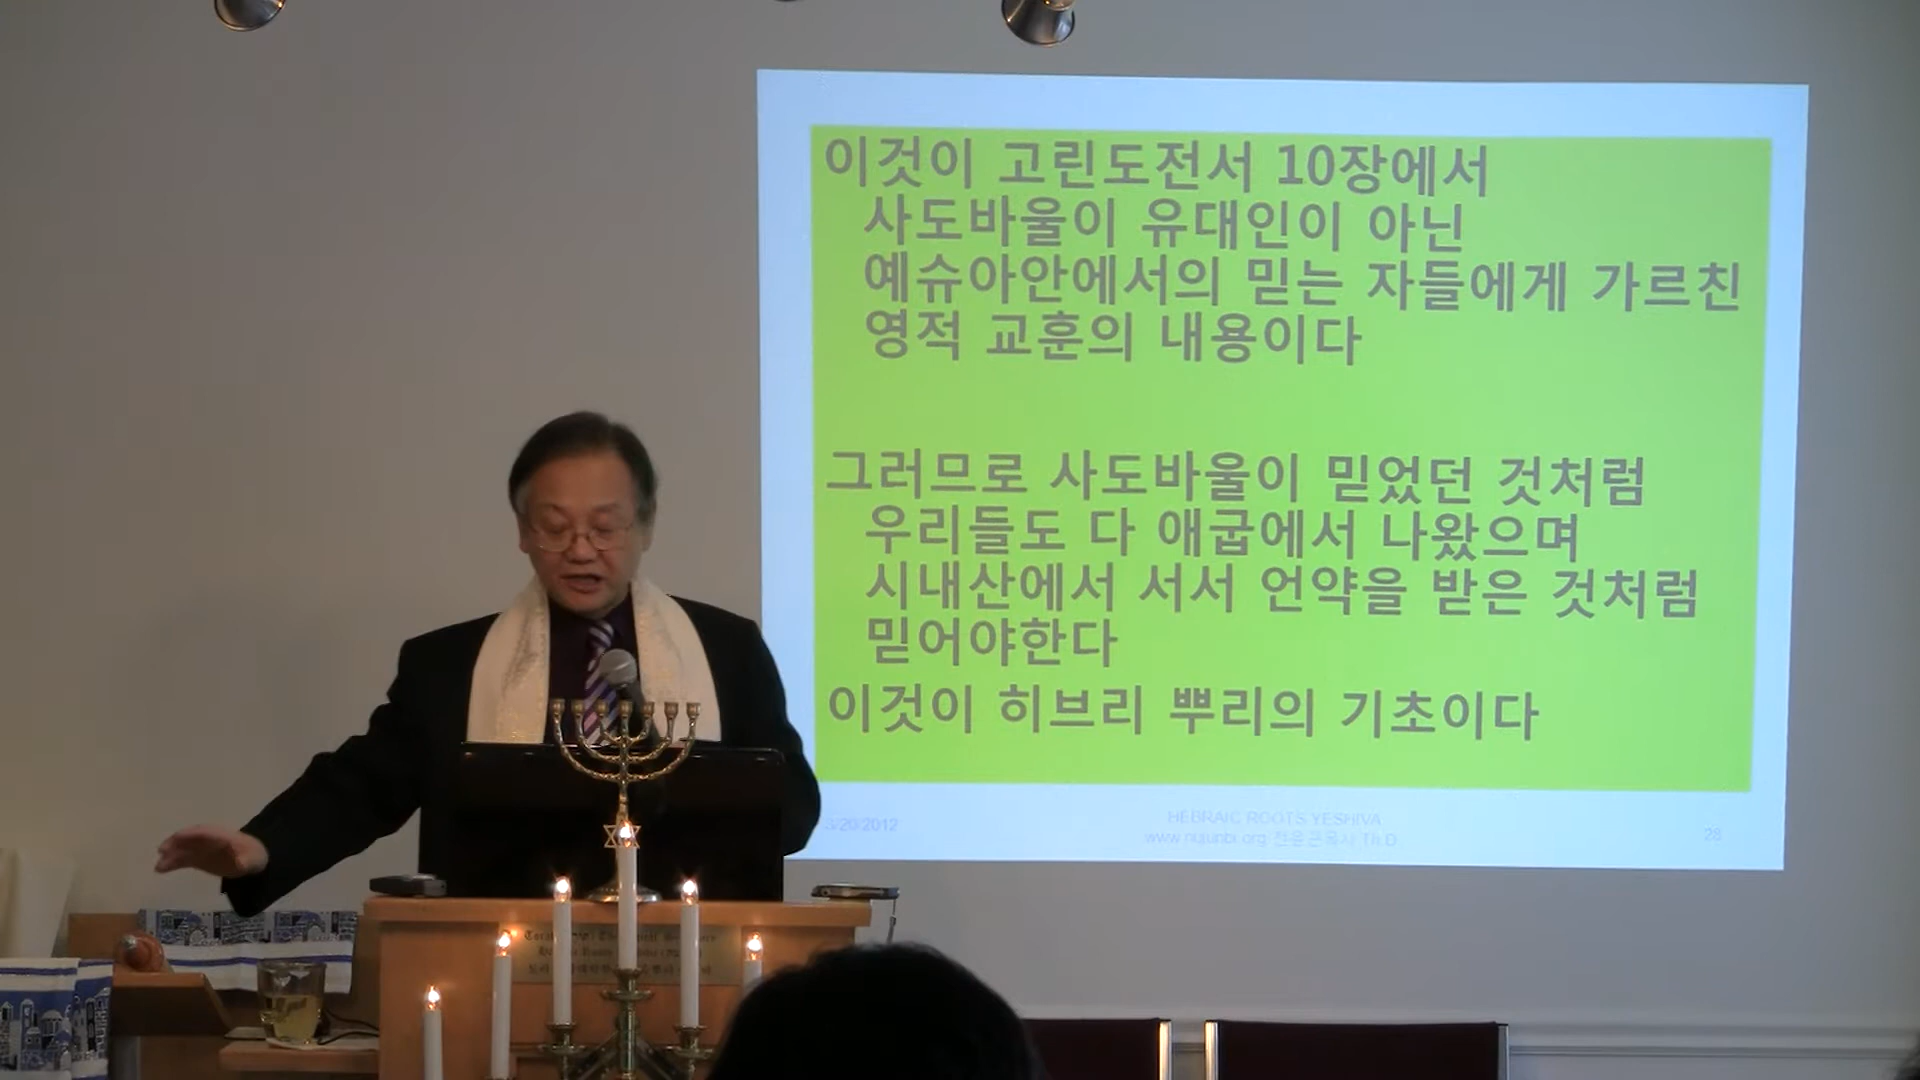 이것이 고린도전서 10장에서
사도바울이 유대인이 아닌
예슈아안에서의 믿는 자들에게 가르친
영적 교훈의 내용이다
그러므로 사도바울이 믿었던 것처럼
우리들도 다 애굽에서 나왔으며
시내산에서 서서 언약을 받은 것처럼
믿어야한다
이것이 히브리 뿌리의 기초이다
3/20/2012
HEBRAIC ROOTS YESHIVA
Th.D
28